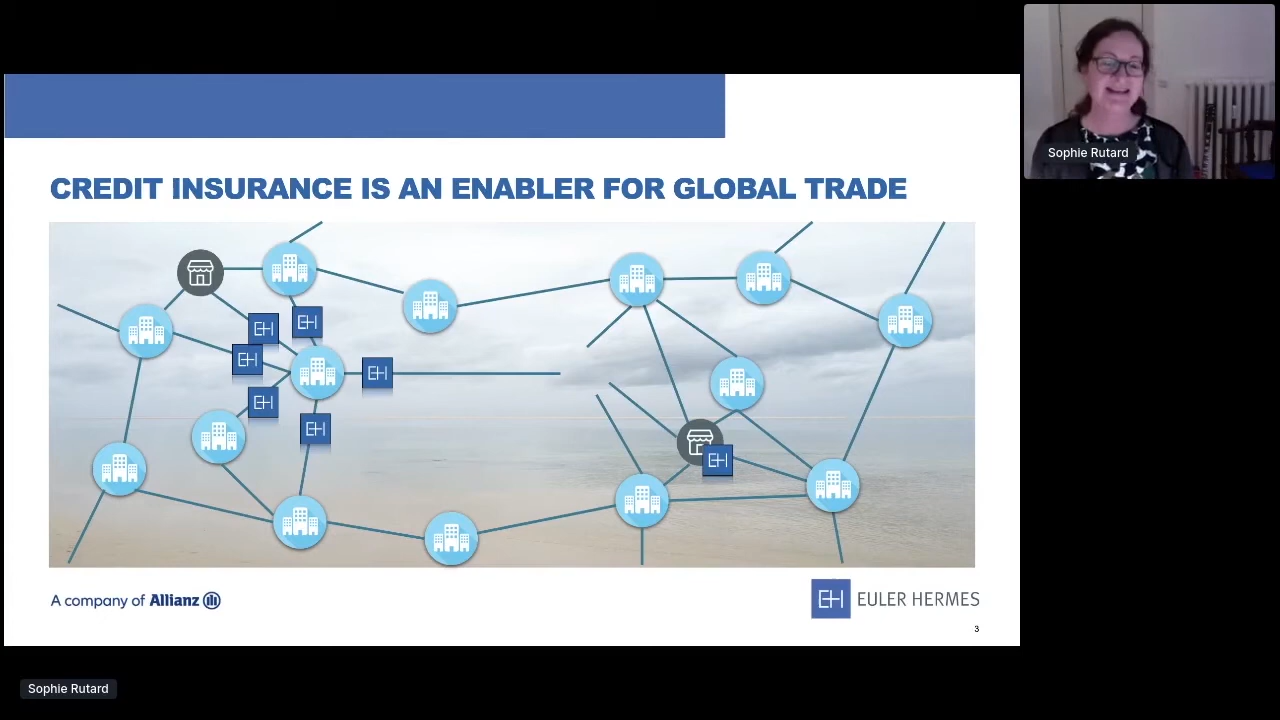 Sophie Rutard
CREDIT INSURANCE IS AN ENABLER FOR GLOBAL TRADE
EH
EH
EH
EH
EH
EH
EH
A company of Allianz
EH EULER HERMES
3
Sophie Rutard